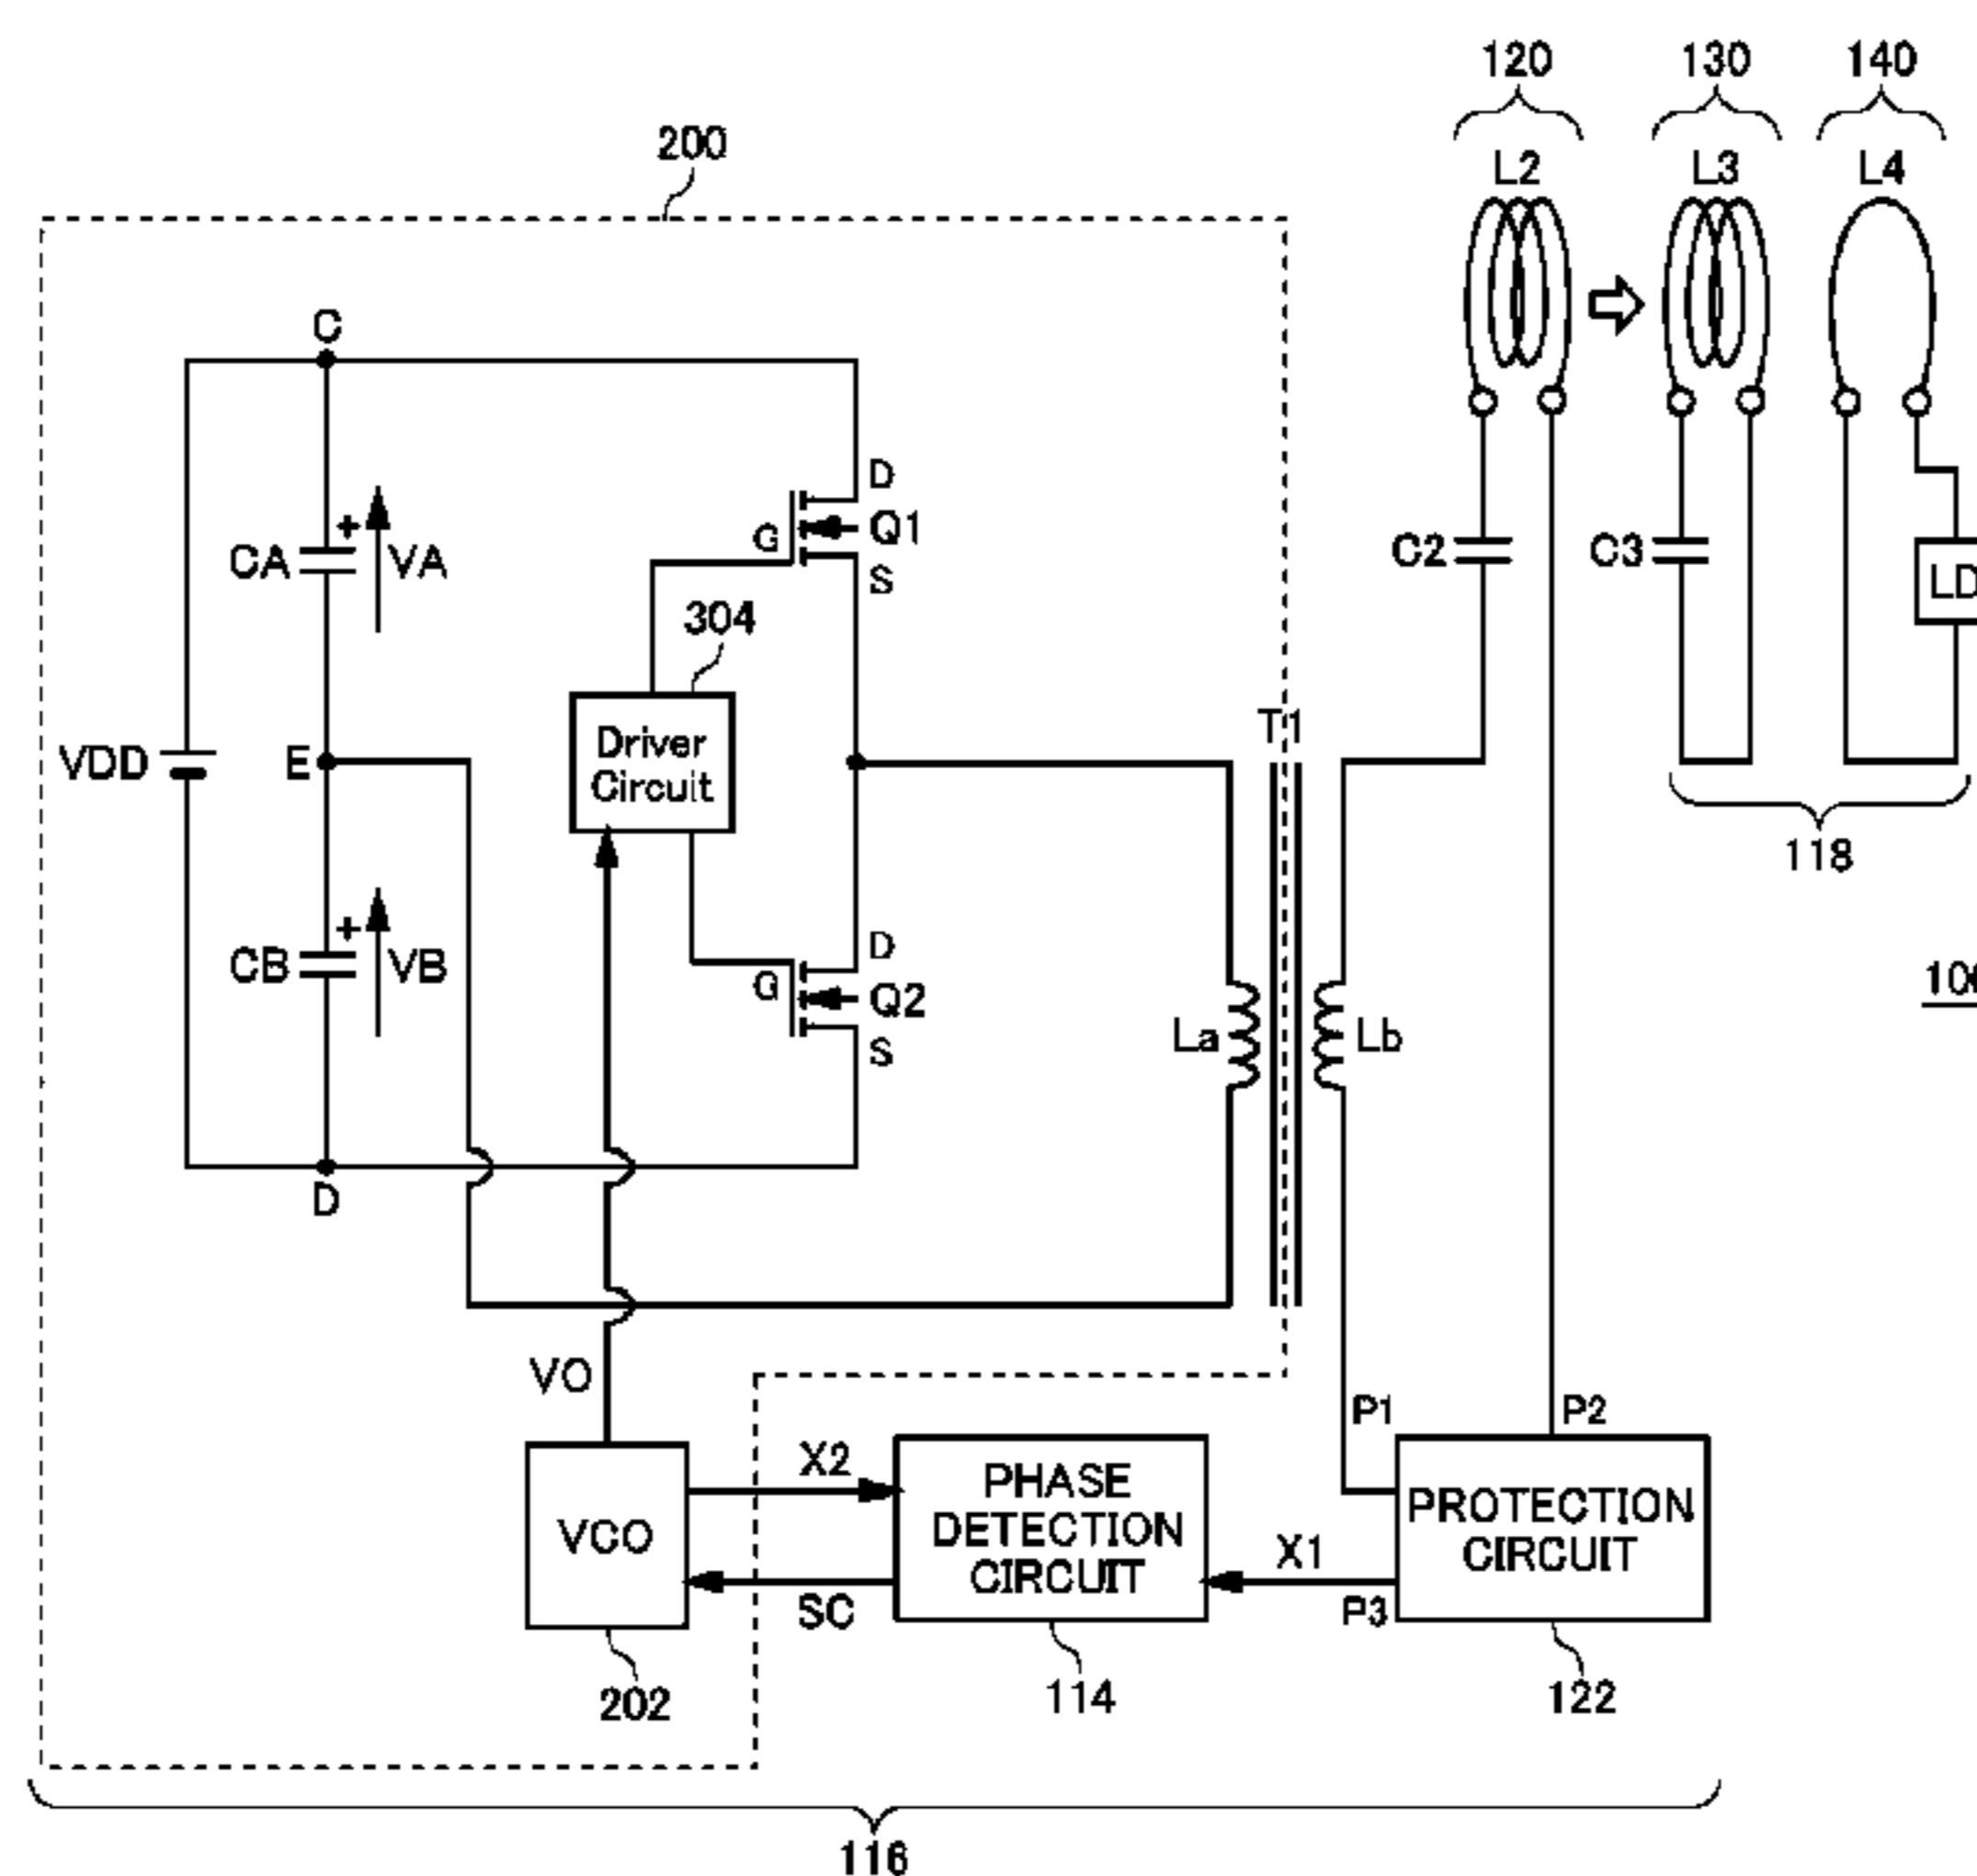 120
130
140
200
L2
L3
L4
C
D
G
Q1
S
CA
+
VA
C2
C3
LD
304
T1
VDD
E
Driver
Circuit
118
CB
+
VB
D
G
Q2
S
La
Lb
D
VO
P1
P2
X2
PHASE
DETECTION
CIRCUIT
VCO
PROTECTION
CIRCUIT
X1
SC
P3
202
114
122
116